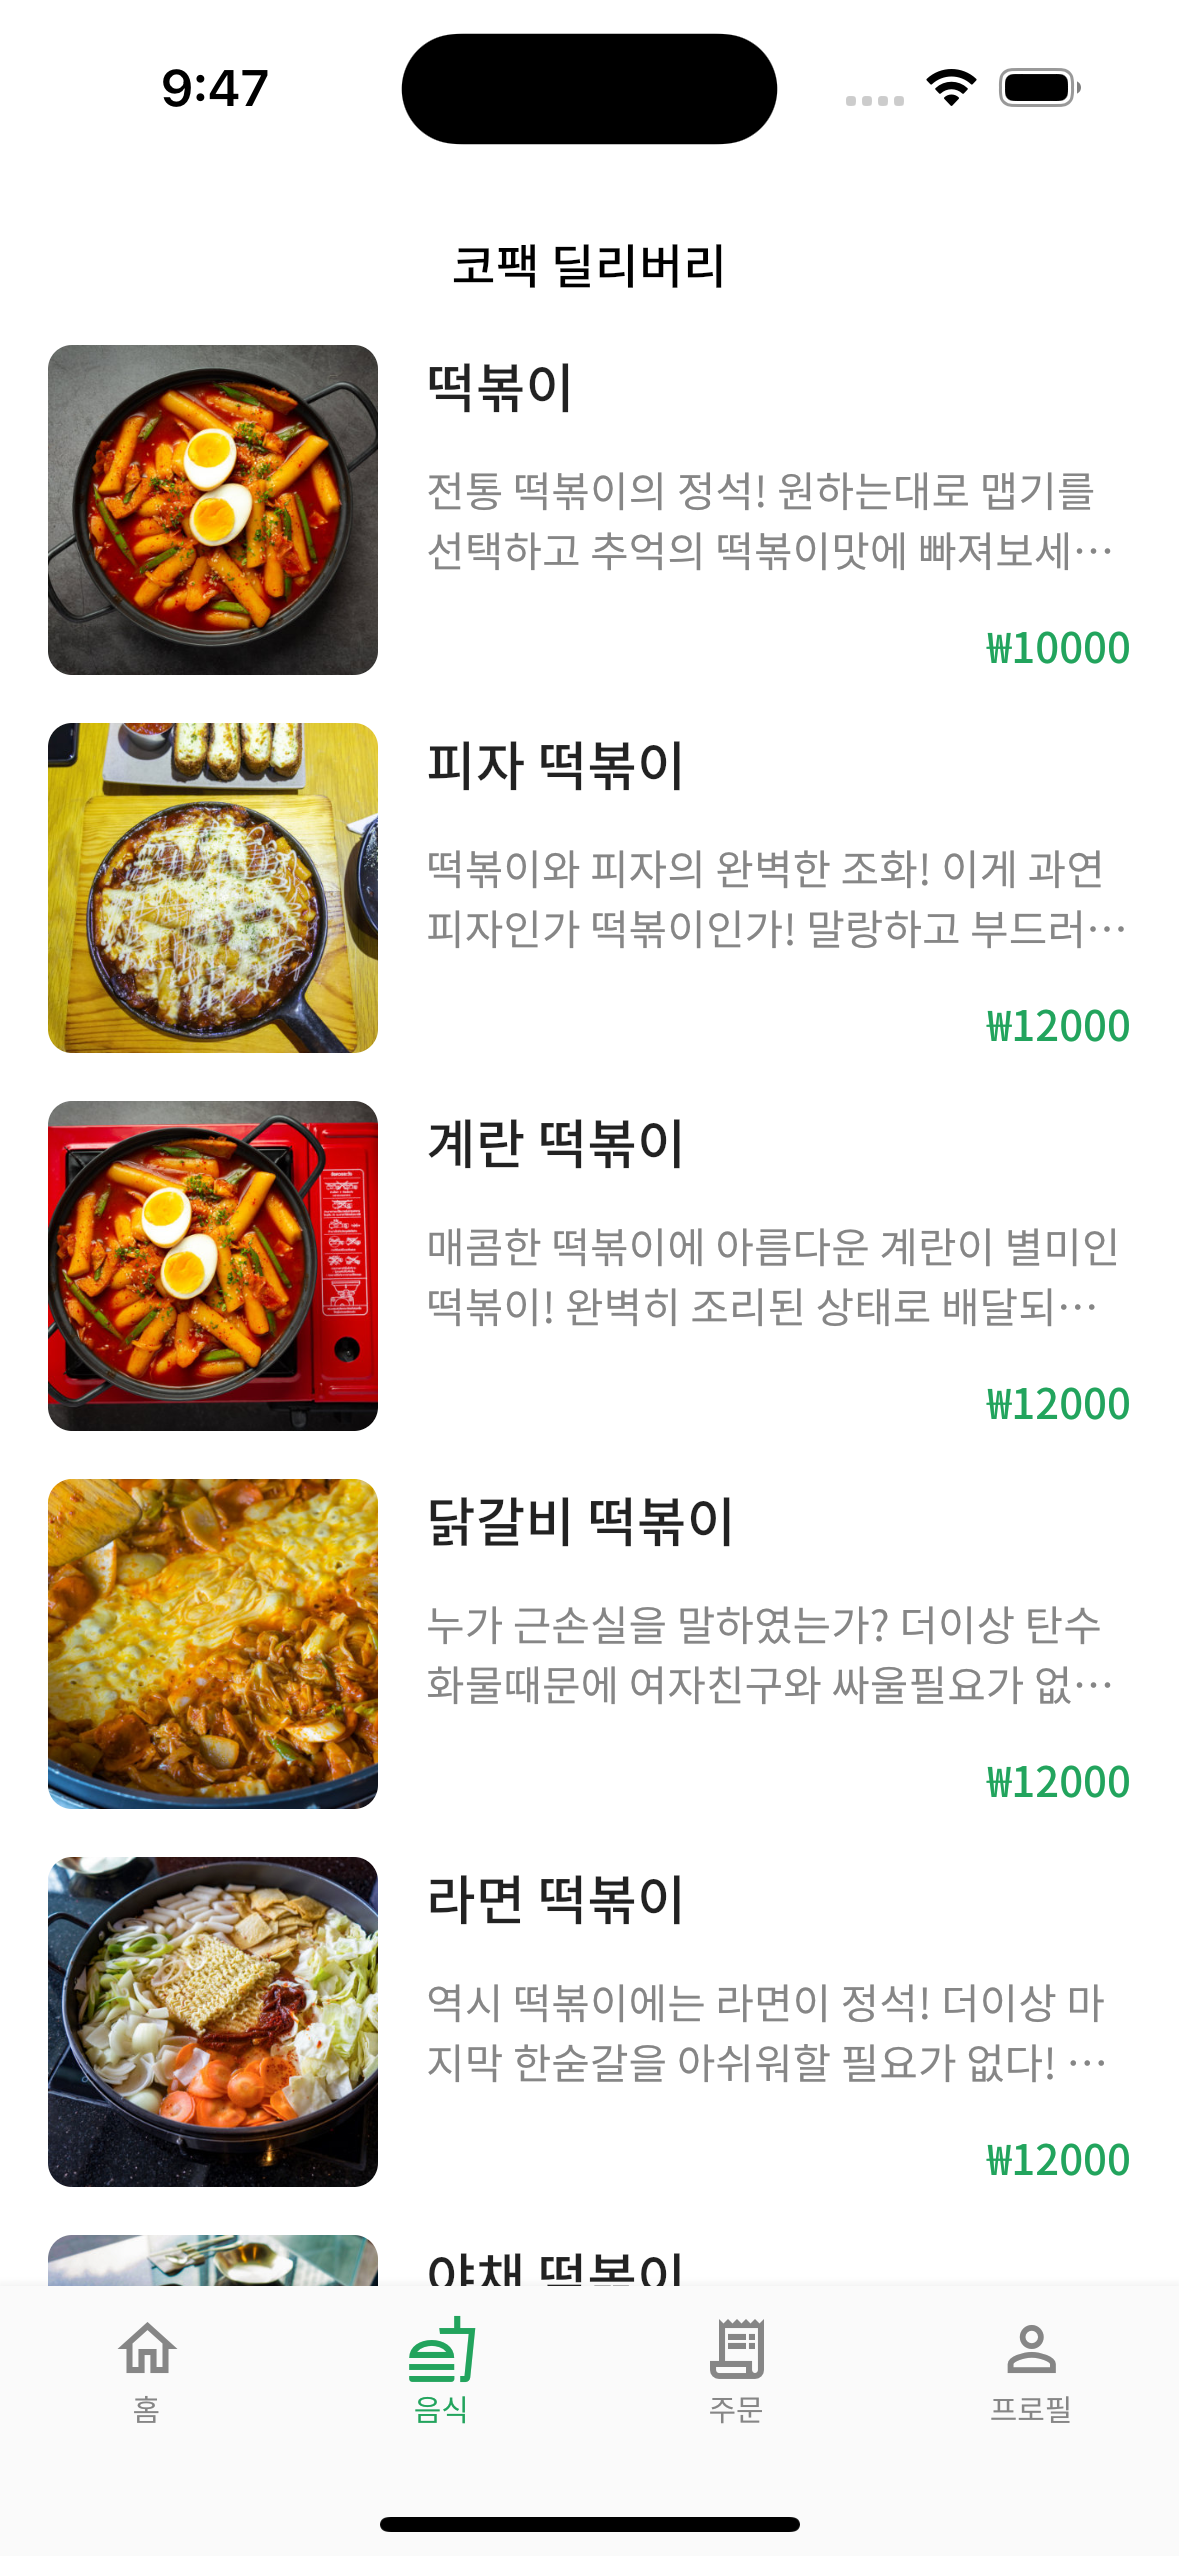 9:47
코팩 딜리버리
떡볶이
전통 떡볶이의 정석! 원하는대로 맵기를
선택하고 추억의 떡볶이맛에 빠져보세…
₩10000
피자 떡볶이
떡볶이와 피자의 완벽한 조화! 이게 과연
피자인가 떡볶이인가! 말랑하고 부드러…
₩12000
계란 떡볶이
매콤한 떡볶이에 아름다운 계란이 별미인
떡볶이! 완벽히 조리된 상태로 배달되…
₩12000
닭갈비 떡볶이
누가 근손실을 말하였는가? 더이상 탄수
화물때문에 여자친구와 싸울필요가 없…
₩12000
라면 떡볶이
역시 떡볶이에는 라면이 정석! 더이상 마
지막 한숟갈을 아쉬워할 필요가 없다! …
₩12000
야채 떡볶이
홈
음식
주문
프로필